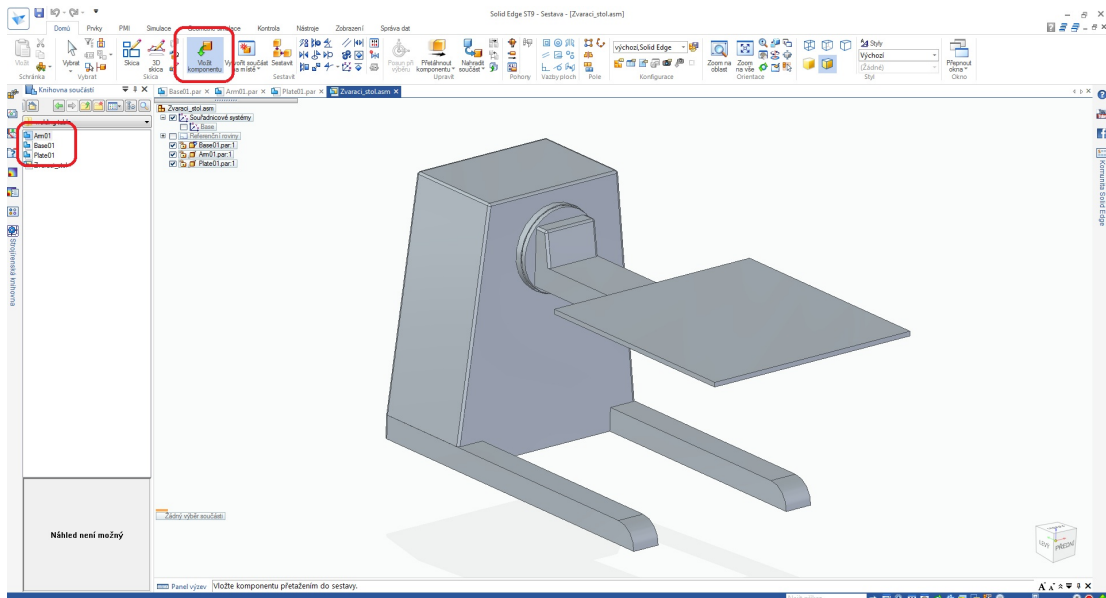 Solid Edge ST9 - Sestava - [Zvaraci_stol.asm]
Domů Prvky PMI Simulace Kontrola Nástroje Zobrazení Správa dat
Vložit
Vybrat
Skica
3D skica
Vložit komponentu
Vytvořit součást na místě
Sestavit
Posun při výběru
Přetáhnout komponentu
Nahradit součást
výchozí,Solid Edge
Zoom na oblast
Zoom na vše
Styly
Výchozí
(Žádné)
Přepnout okna
Schránka Vybrat Skica Sestavit Upravit Pohony Vazby ploch Pole Konfigurace Orientace Styl Okno
Knihovna součástí
Base01.par Arm01.par Plate01.par Zvaraci_stol.asm
Arm01
Base01
Plate01
Zvaraci_stol.asm
Souřadnicové systémy
Base
Referenční roviny
Base01.par:1
Arm01.par:1
Plate01.par:1
Strojírenská knihovna
Komunita Solid Edge
Žádný výběr součásti
Náhled není možný
LEVÝ
PŘEDNÍ
Panel výzev
Vložte komponentu přetažením do sestavy.